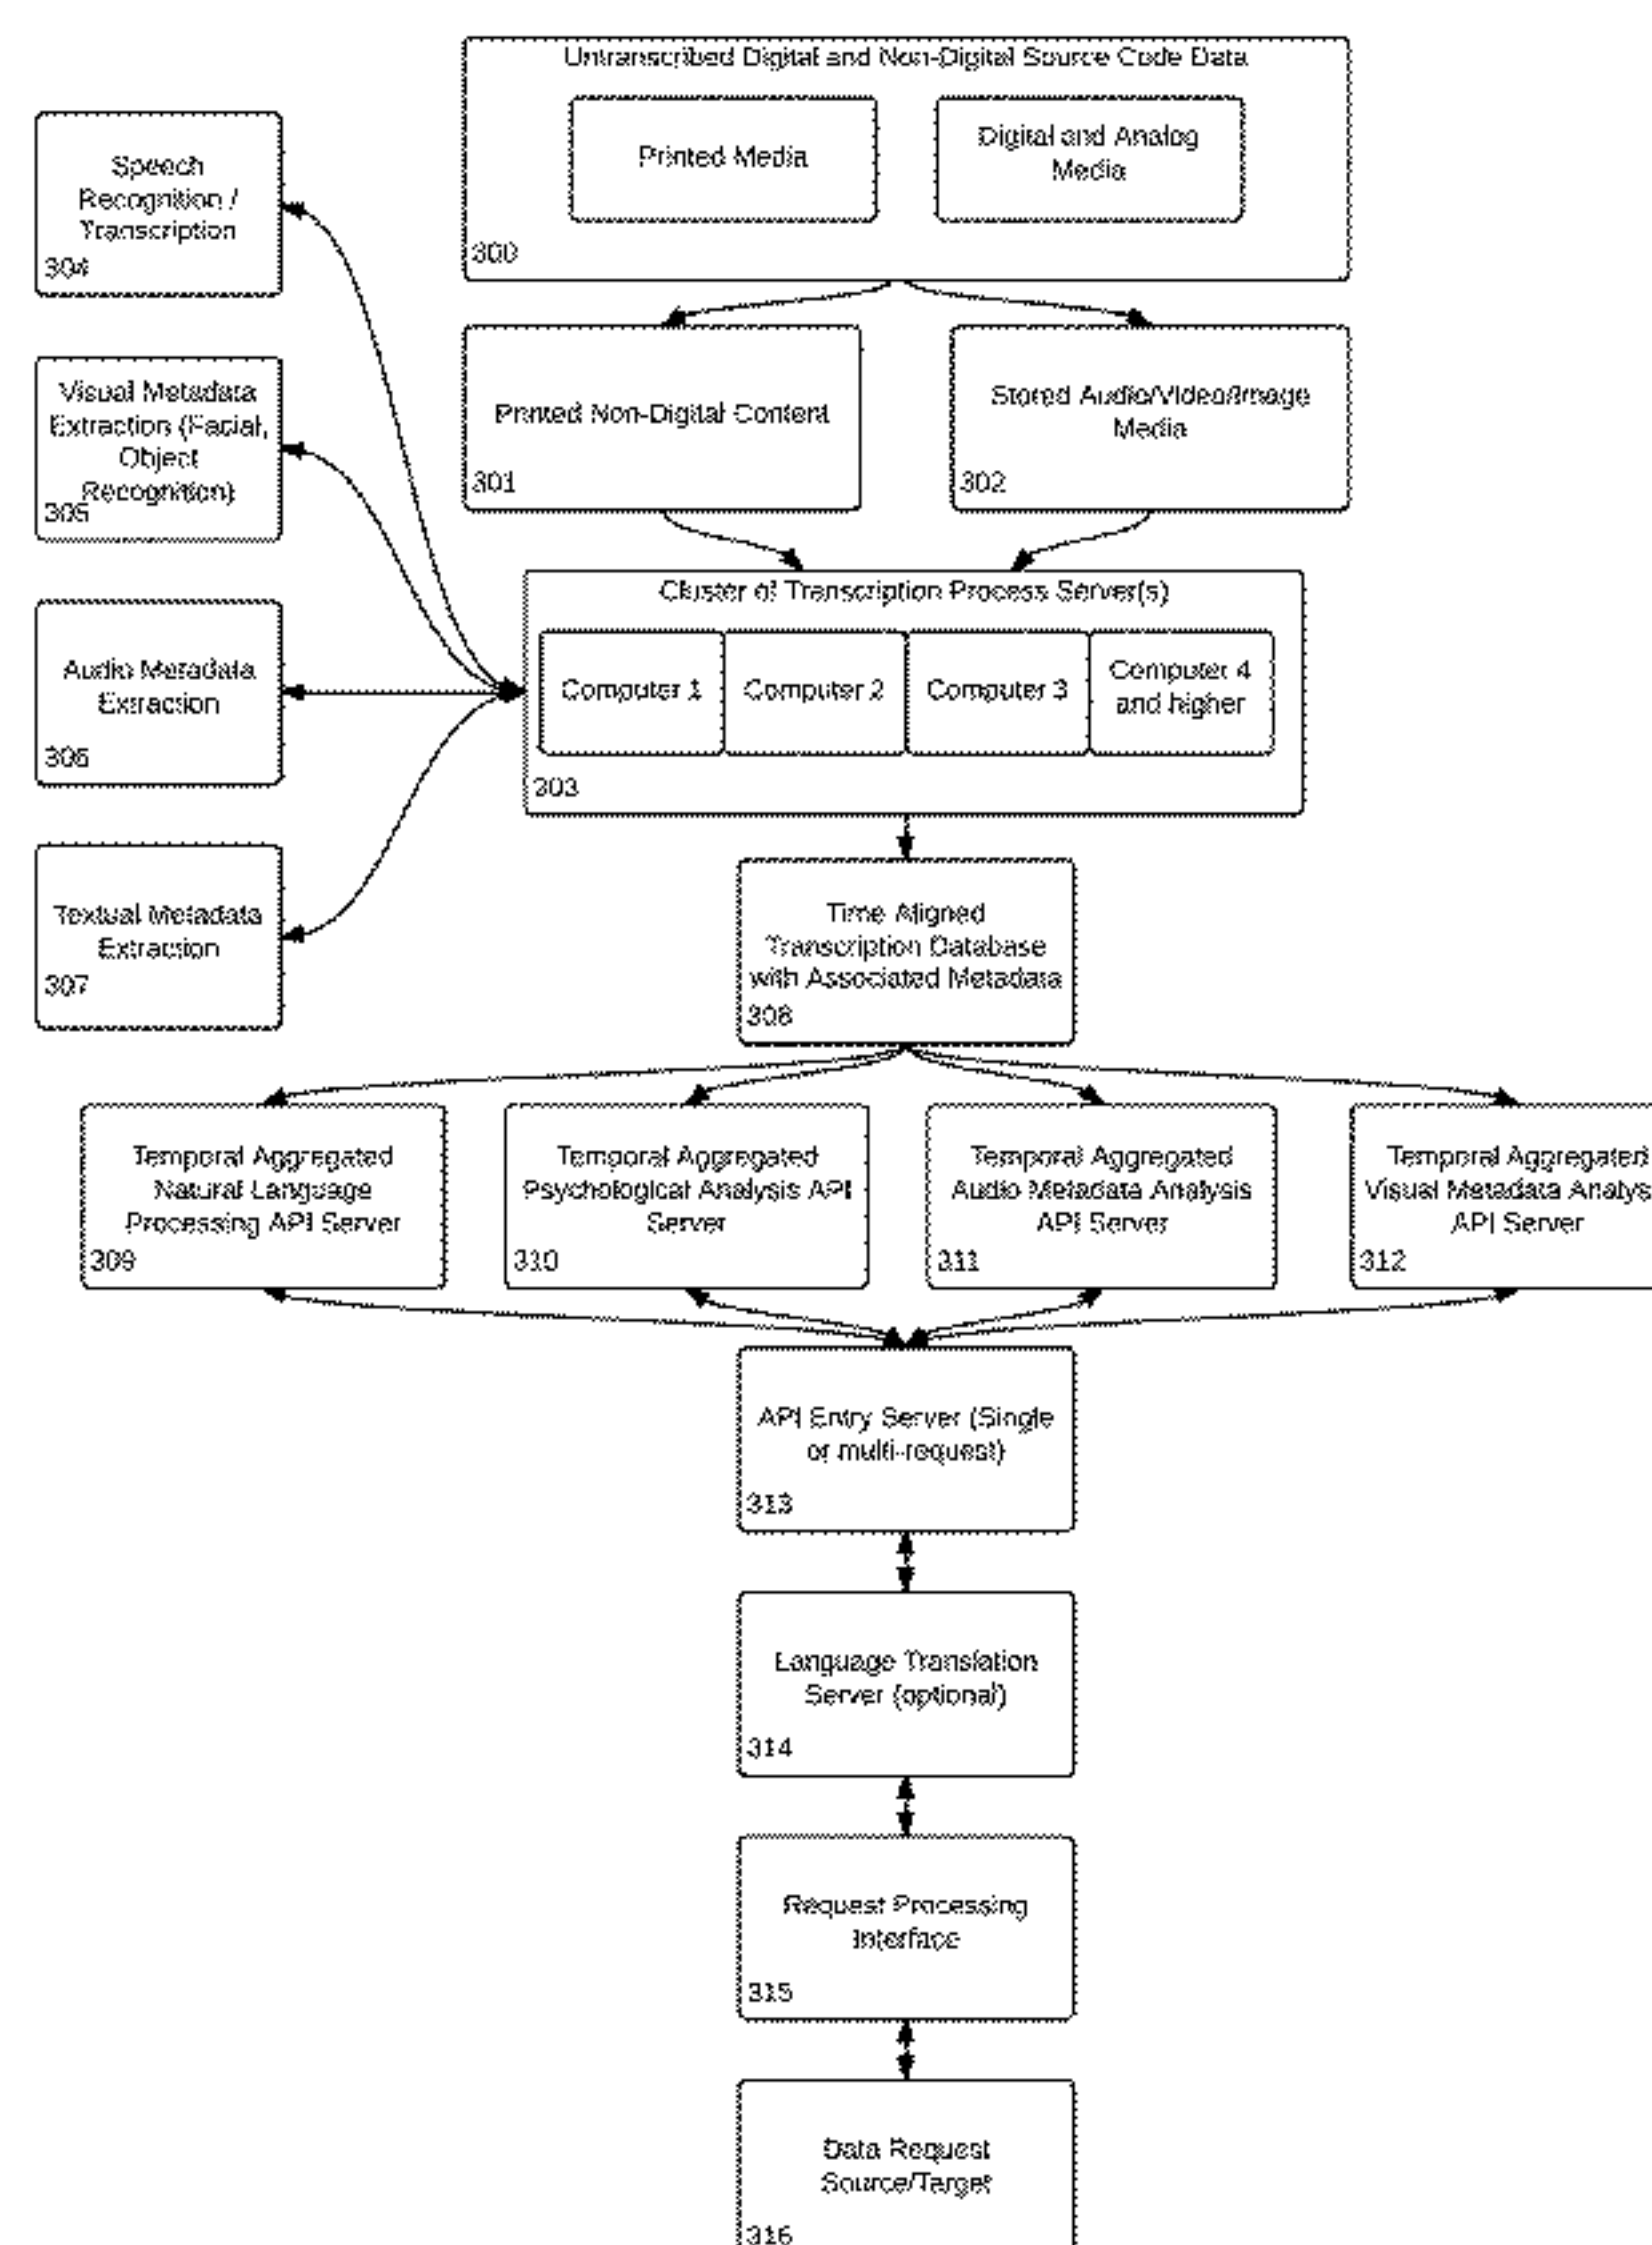 Untranscribed Digital and Non-Digital Source Code Data
Printed Media
Digital and Analog
Media
300
Speech
Recognition /
Transcription
304
Printed Non-Digital Content
301
Stored Audio/Video/Image
Media
302
Visual Metadata
Extraction (Facial,
Object
Recognition)
305
Cluster of Transcription Process Server(s)
Computer 1
Computer 2
Computer 3
Computer 4
and higher
303
Audio Metadata
Extraction
306
Textual Metadata
Extraction
307
Time Aligned
Transcription Database
with Associated Metadata
308
Temporal Aggregated
Natural Language
Processing API Server
309
Temporal Aggregated
Psychological Analysis API
Server
310
Temporal Aggregated
Audio Metadata Analysis
API Server
311
Temporal Aggregated
Visual Metadata Analys
API Server
312
API Entry Server (Single
or multi-request)
313
Language Translation
Server (optional)
314
Request Processing
Interface
315
Data Request
Source/Target
316